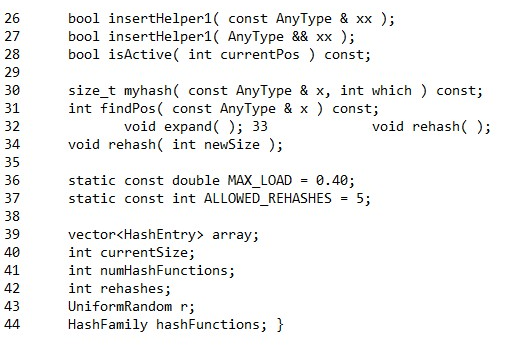 26 bool insertHelper1( const AnyType & xx );
27 bool insertHelper1( AnyType && xx );
28 bool isActive( int currentPos ) const;
29
30 size_t myhash( const AnyType & x, int which ) const;
31 int findPos( const AnyType & x ) const;
32 void expand( ); 33 void rehash( );
34 void rehash( int newSize );
35
36 static const double MAX_LOAD = 0.40;
37 static const int ALLOWED_REHASHES = 5;
38
39 vector<HashEntry> array;
40 int currentSize;
41 int numHashFunctions;
42 int rehashes;
43 UniformRandom r;
44 HashFamily hashFunctions; }